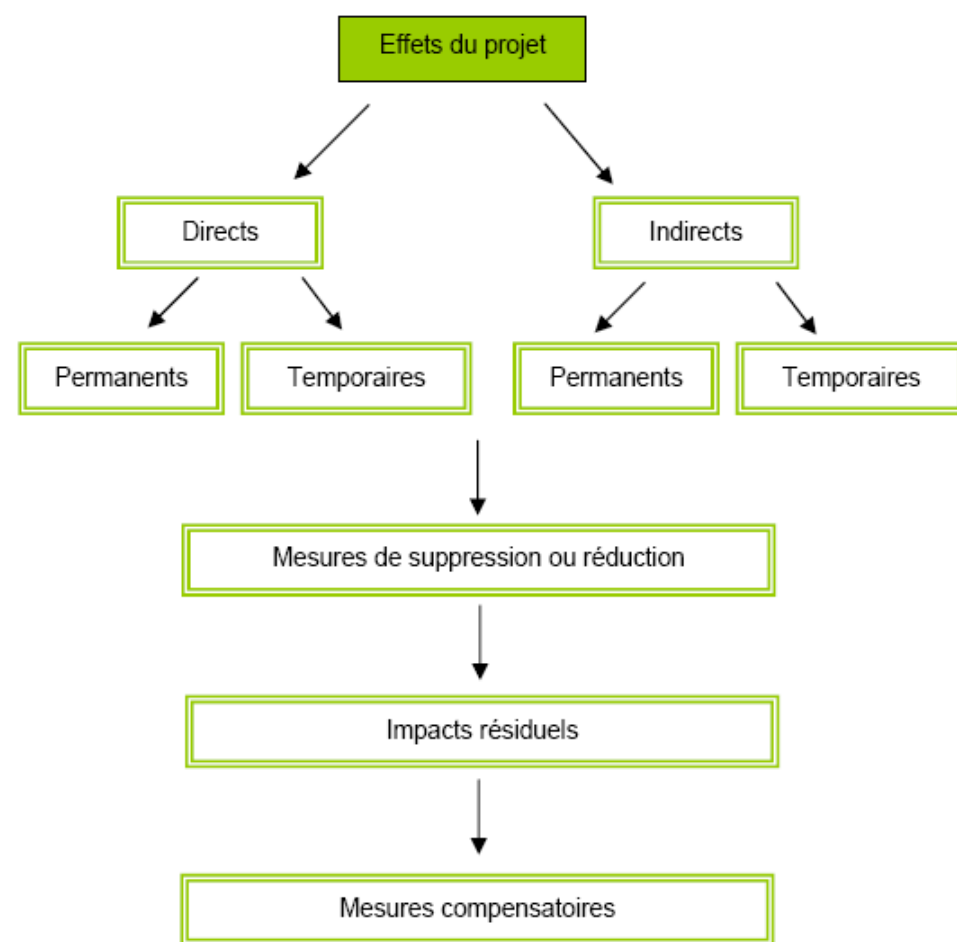 Effets du projet
Directs
Indirects
Permanents
Temporaires
Permanents
Temporaires
Mesures de suppression ou réduction
Impacts résiduels
Mesures compensatoires